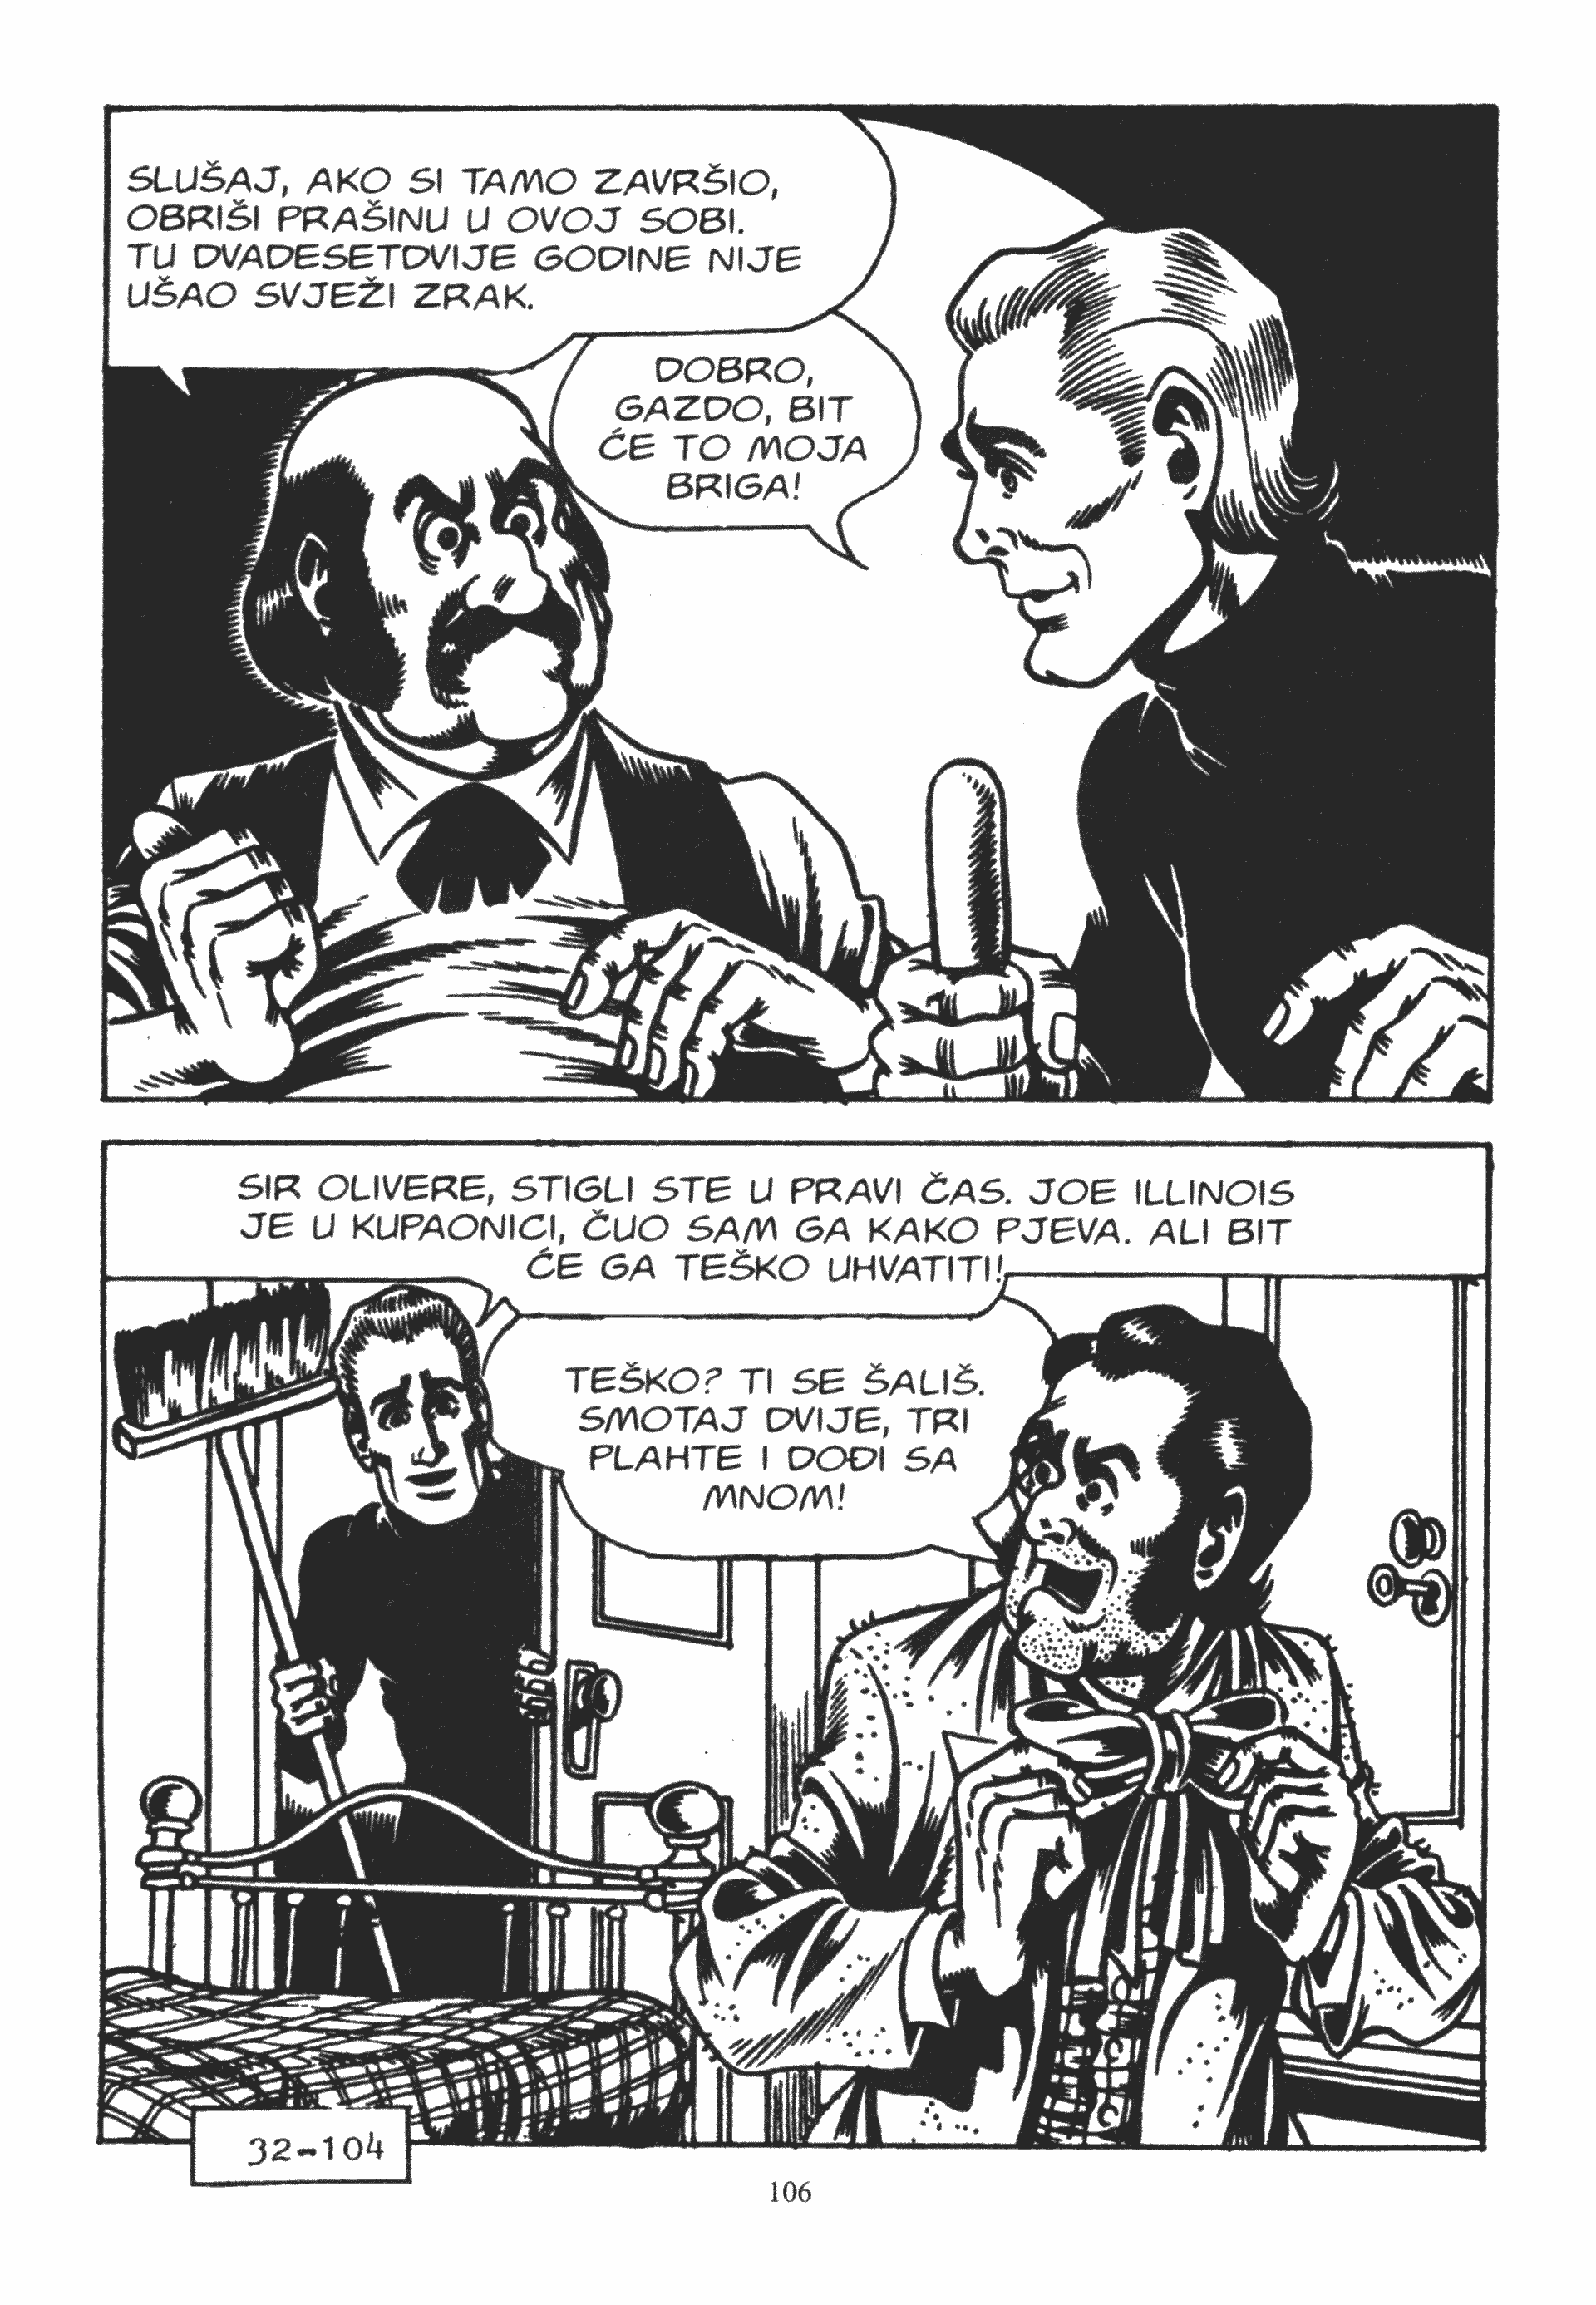 SLUŠAJ, AKO SI TAMO ZAVRŠIO,
OBRIŠI PRAŠINU U OVOJ SOBI.
TU DVADESETDVIJE GODINE NIJE
UŠAO SVJEŽI ZRAK.
DOBRO,
GAZDO, BIT
ĆE TO MOJA
BRIGA!
SIR OLIVERE, STIGLI STE U PRAVI ČAS. JOE ILLINOIS
JE U KUPAONICI, ČUO SAM GA KAKO PJEVA. ALI BIT
ĆE GA TEŠKO UHVATITI!
TEŠKO? TI SE ŠALIŠ.
SMOTAJ DVIJE, TRI
PLAHTE I DOĐI SA
MNOM!
32-104
106